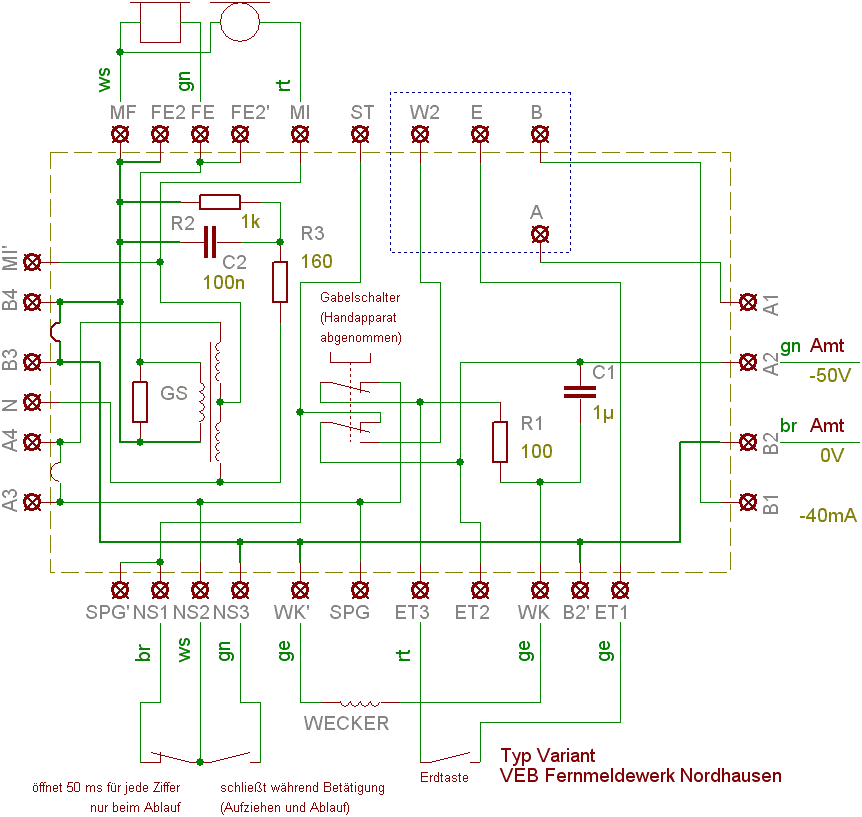 ws
gn
rt
MF FE2 FE FE2' MI ST W2 E B
A
R2
1k
R3
C2
160
100n
MI'
B4
B3
N
A4
A3
Gabelschalter
(Handapparat
abgenommen)
GS
C1
1µ
R1
100
A1
A2
gn Amt
-50V
B2
br Amt
0V
B1
-40mA
SPG' NS1 NS2 NS3 WK' SPG ET3 ET2 WK B2' ET1
br
ws
gn
ge
rt
ge
ge
WECKER
Erdtaste
öffnet 50 ms für jede Ziffer
nur beim Ablauf
schließt während Betätigung
(Aufziehen und Ablauf)
Typ Variant
VEB Fernmeldewerk Nordhausen